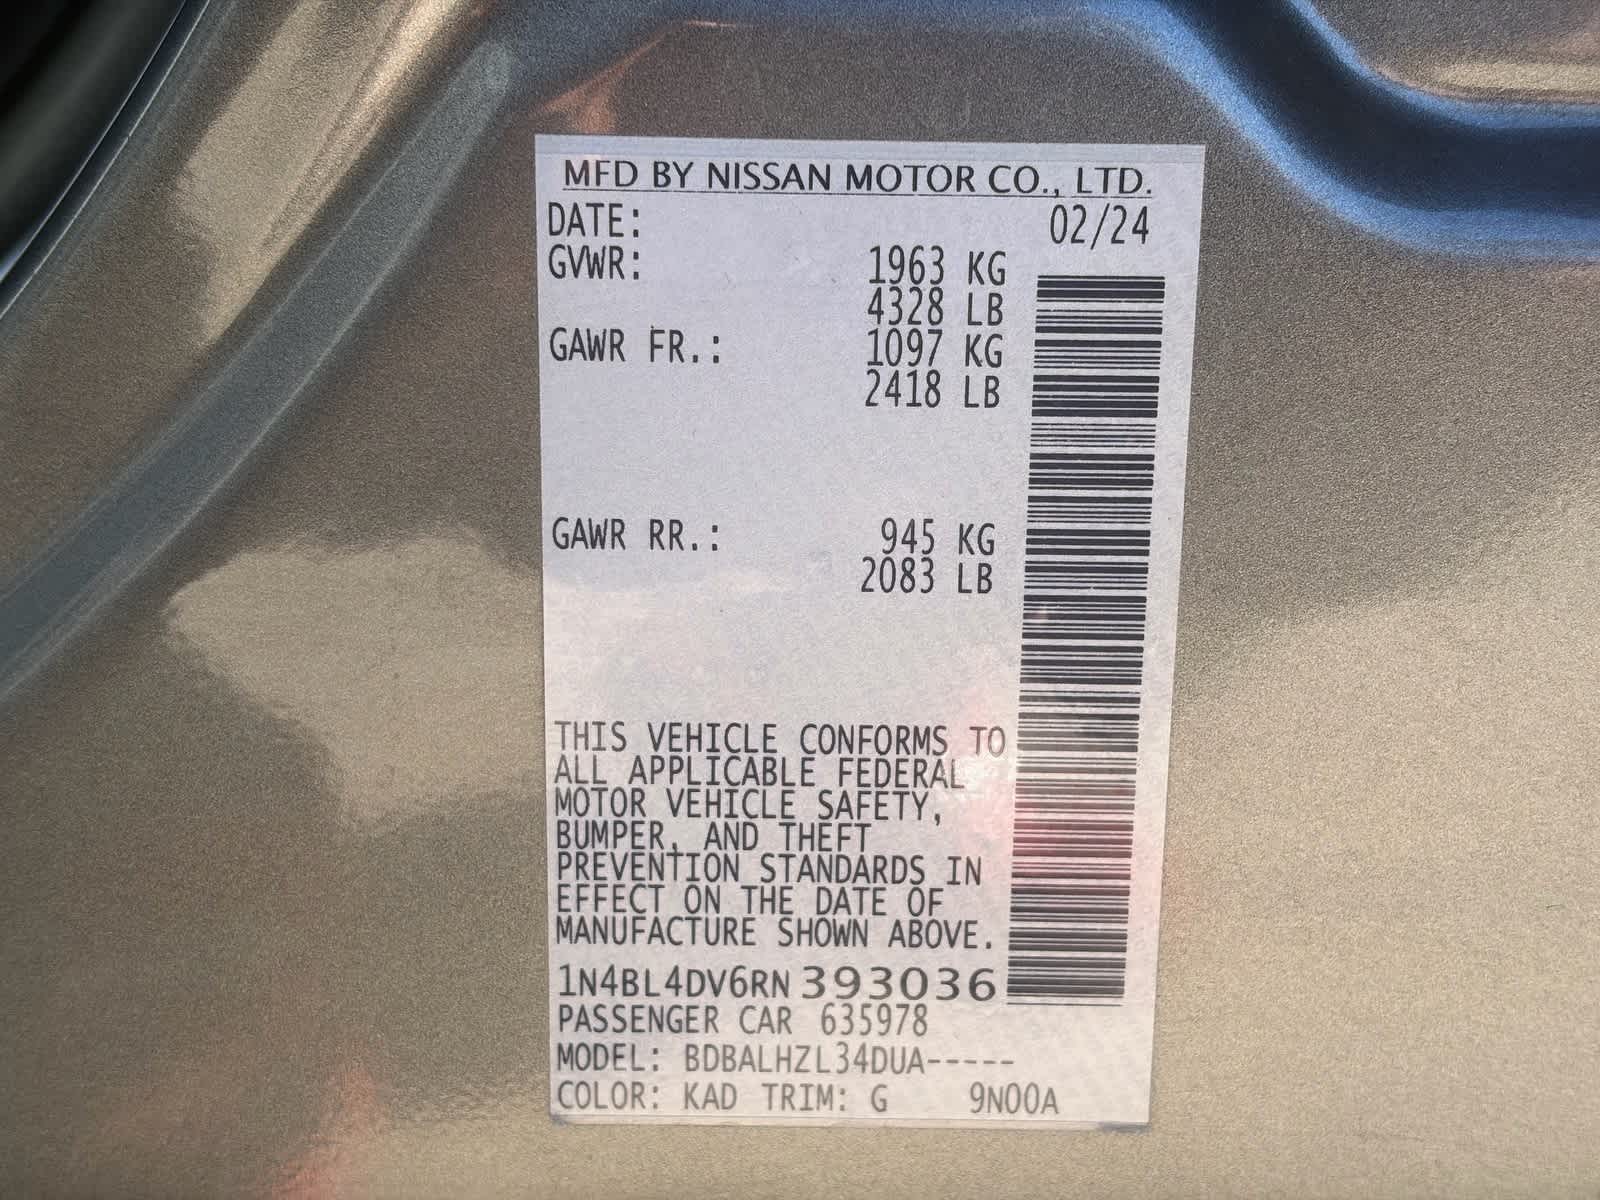 MFD BY NISSAN MOTOR CO., LTD.
DATE: 02/24
GVWR: 1963 KG
4328 LB
GAWR FR.: 1097 KG
2418 LB
GAWR RR.: 945 KG
2083 LB
THIS VEHICLE CONFORMS TO
ALL APPLICABLE FEDERAL
MOTOR VEHICLE SAFETY,
BUMPER, AND THEFT
PREVENTION STANDARDS IN
EFFECT ON THE DATE OF
MANUFACTURE SHOWN ABOVE.
1N4BL4DV6RN393036
PASSENGER CAR 635978
MODEL: BDBALHZL34DUA-----
COLOR: KAD TRIM: G 9N00A